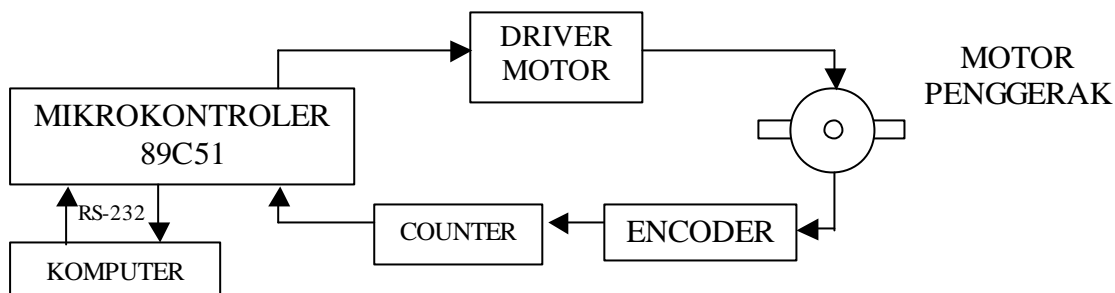 DRIVER
MOTOR
MOTOR
PENGGERAK
MIKROKONTROLER
89C51
RS-232
COUNTER
ENCODER
KOMPUTER